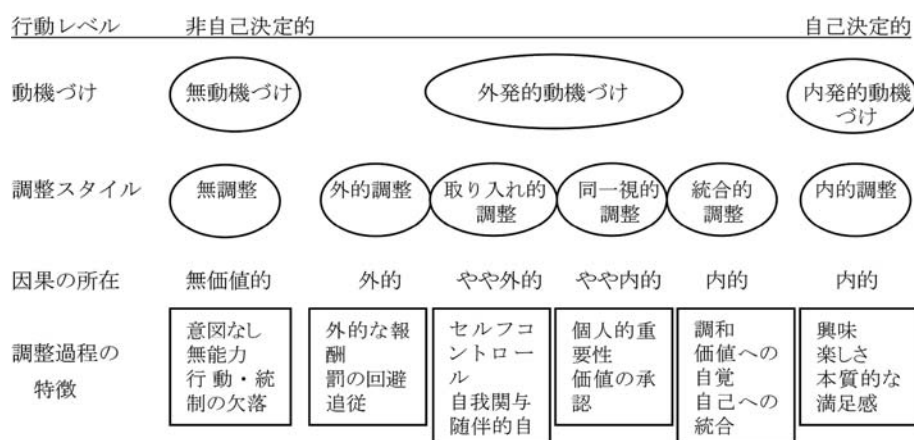 行動レベル 非自己決定的 自己決定的
動機づけ 無動機づけ 外発的動機づけ 内発的動機
づけ
調整スタイル 無調整 外的調整 取り入れ的 同一視的 統合的 内的調整
調整 調整 調整
因果の所在 無価値的 外的 やや外的 やや内的 内的 内的
調整過程の
特徴
意図なし
無能力
行動・統
制の欠落
外的な報
酬
罰の回避
追従
セルフコ
ントロー
ル
自我関与
随伴的自
個人的重
要性
価値の承
認
調和
価値への
自覚
自己への
統合
興味
楽しさ
本質的な
満足感